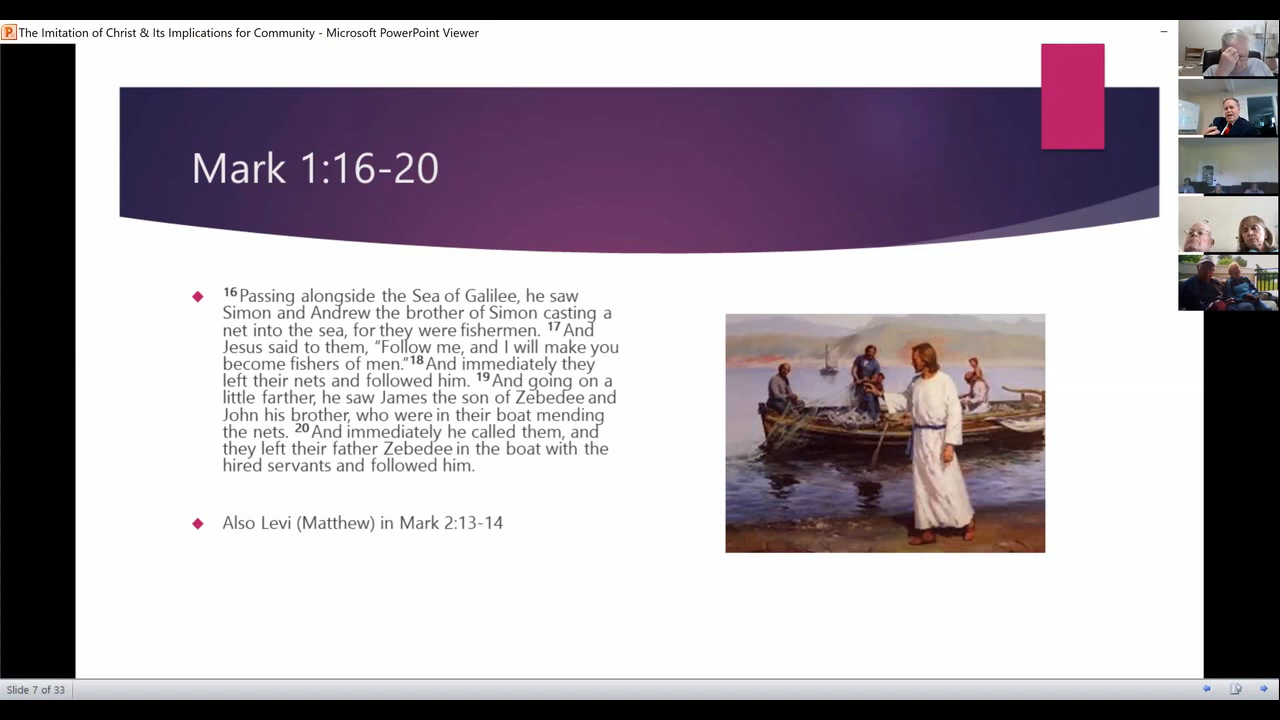 The Imitation of Christ & Its Implications for Community - Microsoft PowerPoint Viewer
Mark 1:16-20
16 Passing alongside the Sea of Galilee, he saw
Simon and Andrew the brother of Simon casting a
net into the sea, for they were fishermen. 17 And
Jesus said to them, “Follow me, and I will make you
become fishers of men.”18 And immediately they
left their nets and followed him. 19 And going on a
little farther, he saw James the son of Zebedee and
John his brother, who were in their boat mending
the nets. 20 And immediately he called them, and
they left their father Zebedee in the boat with the
hired servants and followed him.
Also Levi (Matthew) in Mark 2:13-14
Slide 7 of 33